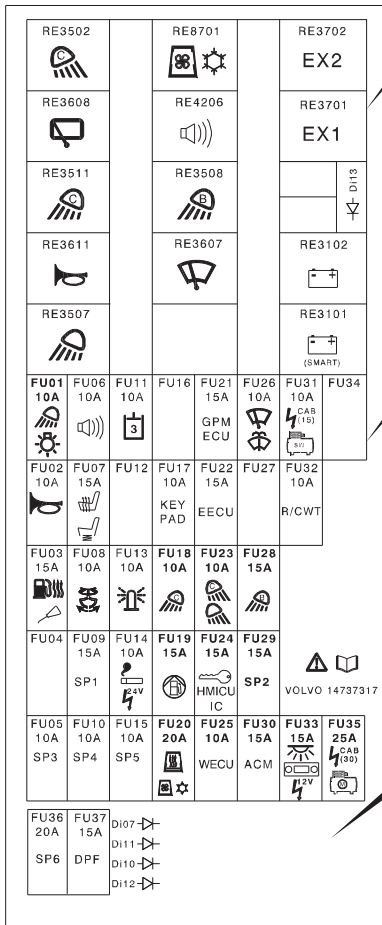 RE3502 RE8701 RE3702
C EX2
RE3608 RE4206 RE3701
EX1
RE3511 RE3508 Di13
C B
RE3611 RE3607 RE3102
RE3507 RE3101
(SMART)
FU01 FU06 FU11 FU16 FU21 FU26 FU31 FU34
10A 10A 10A 15A 10A 10A
3 GPM CAB
ECU (15)
FU02 FU07 FU12 FU17 FU22 FU27 FU32
10A 15A 10A 15A 10A
KEY EECU R/CWT
PAD
FU03 FU08 FU13 FU18 FU23 FU28
15A 10A 10A 10A 10A 15A
C C B
FU04 FU09 FU14 FU19 FU24 FU29
15A 10A 15A 15A 15A
SP1 24V HMICU SP2
IC
VOLVO 14737317
FU05 FU10 FU15 FU20 FU25 FU30 FU33 FU35
10A 10A 10A 20A 10A 15A 15A 25A
SP3 SP4 SP5 WECU ACM CAB
12V (30)
M
FU36 FU37 Di07
20A 15A Di11
SP6 DPF Di10
Di12